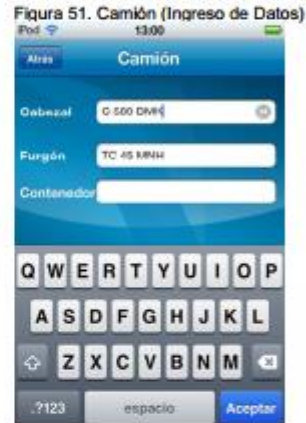 Figura 51. Camión (Ingreso de Datos)
iPod 13:00
Atrás Camión
Cabezal C-500 DMH
Furgón TC 45 MNH
Contenedor
Q W E R T Y U I O P
A S D F G H J K L
Z X C V B N M
.?123 espacio Aceptar